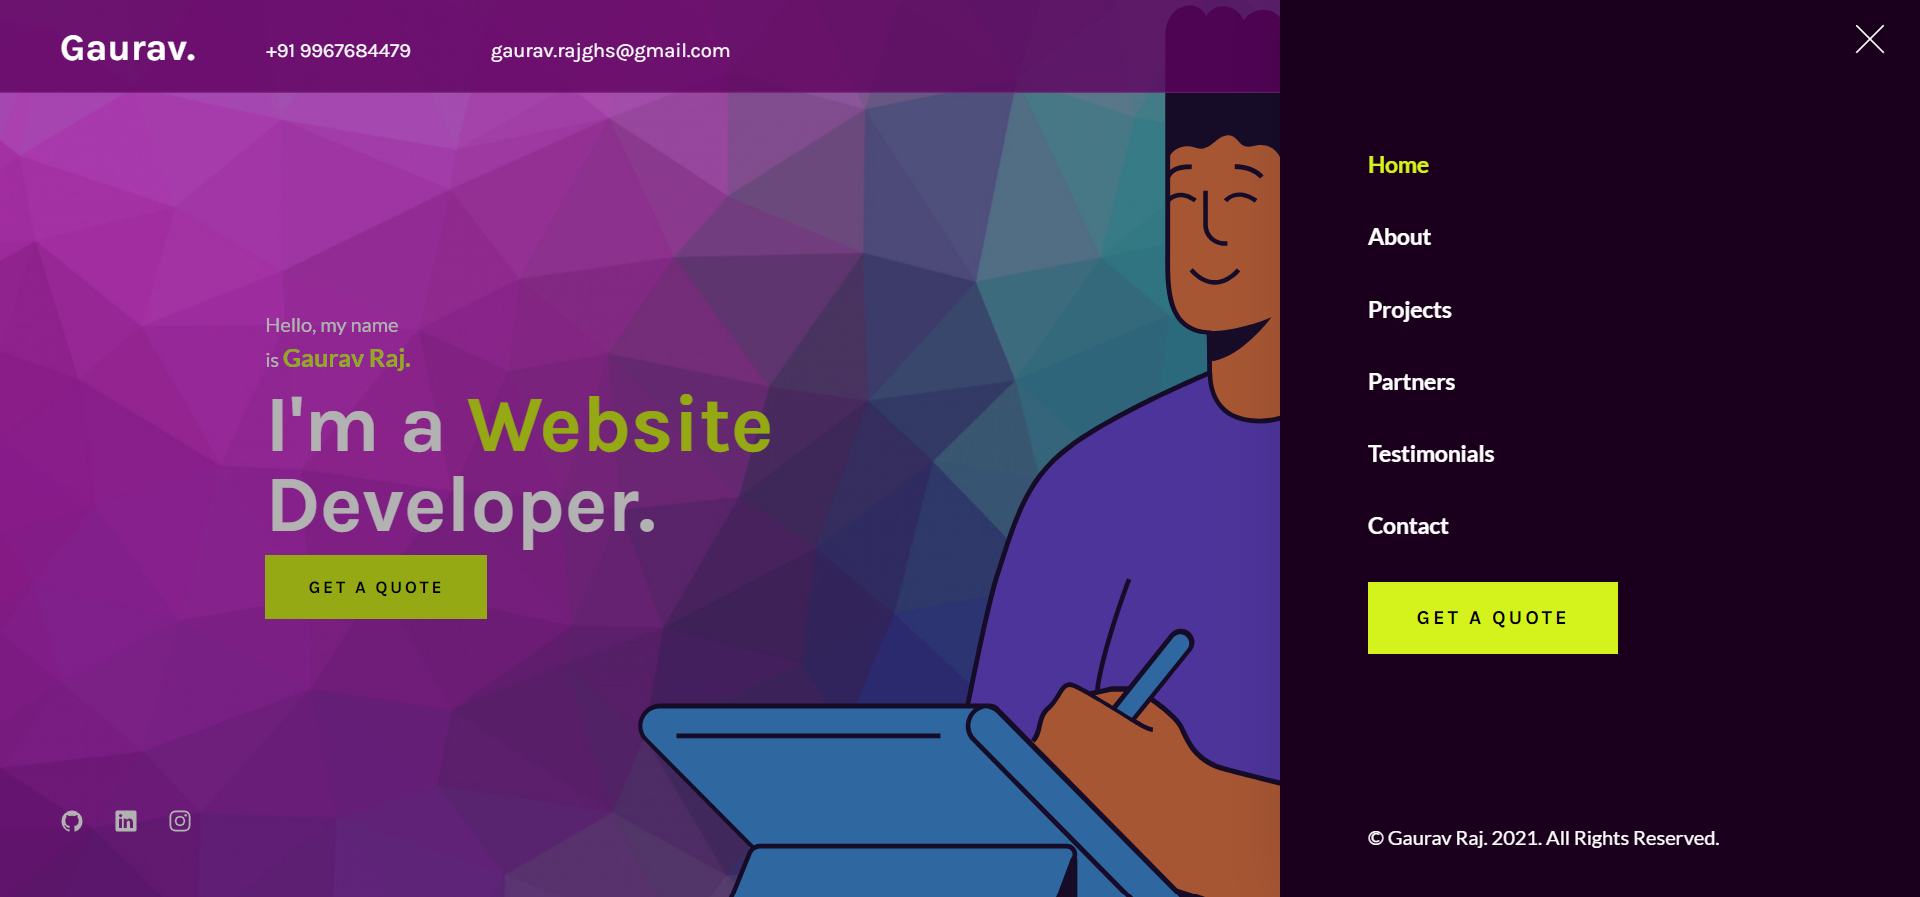 Gaurav.
+91 9967684479
gaurav.rajghs@gmail.com
Hello, my name
is Gaurav Raj.
I'm a Website
Developer.
GET A QUOTE
Home
About
Projects
Partners
Testimonials
Contact
GET A QUOTE
© Gaurav Raj. 2021. All Rights Reserved.